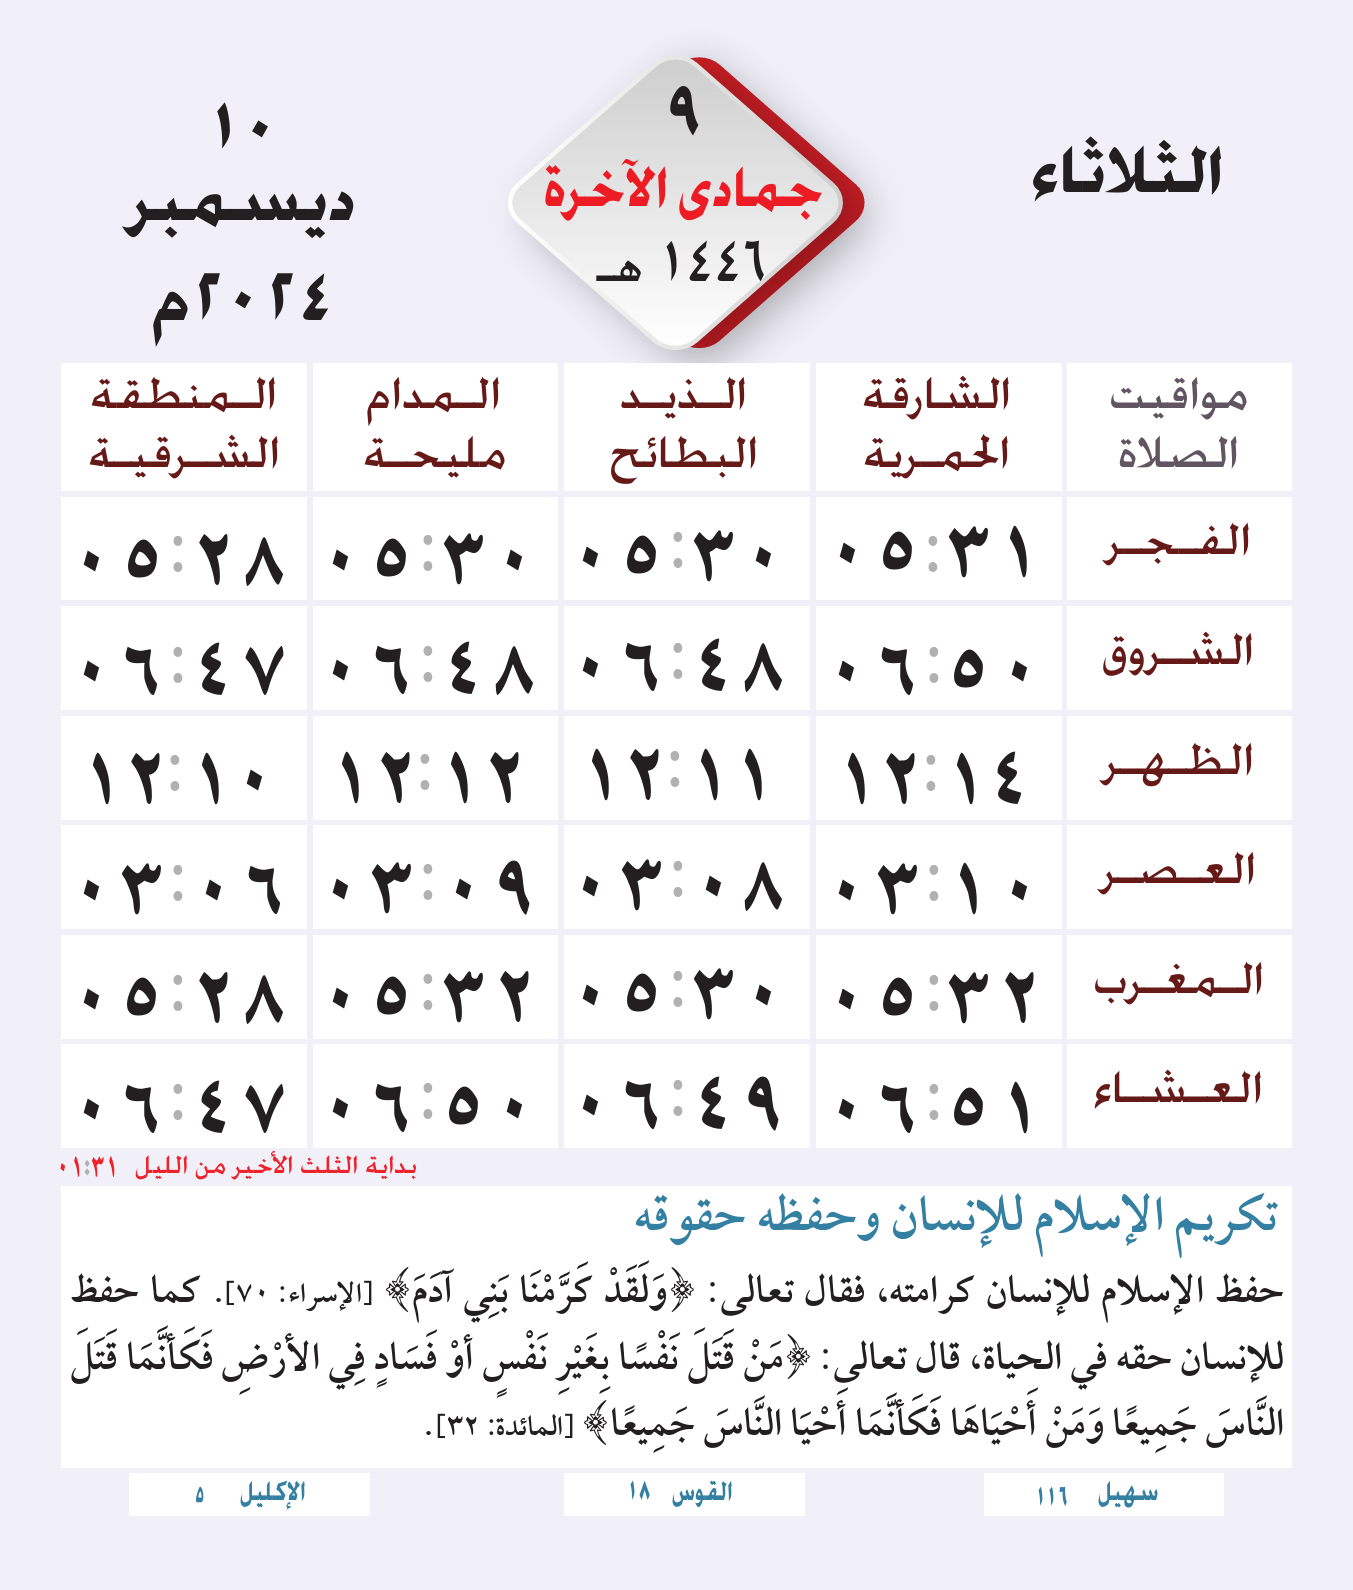 الثلاثاء
٩
جمادى الآخرة
١٤٤٦ هـ
١٠
ديسمبر
٢٠٢٤م
مواقيت الصلاة
الشارقة الحمرية
الذيد البطائح
المدام مليحة
المنطقة الشرقية
الفجر ٠٥:٣١ ٠٥:٣٠ ٠٥:٣٠ ٠٥:٢٨
الشروق ٠٦:٥٠ ٠٦:٤٨ ٠٦:٤٨ ٠٦:٤٧
الظهر ١٢:١٤ ١٢:١١ ١٢:١٢ ١٢:١٠
العصر ٠٣:١٠ ٠٣:٠٨ ٠٣:٠٩ ٠٣:٠٦
المغرب ٠٥:٣٢ ٠٥:٣٠ ٠٥:٣٢ ٠٥:٢٨
العشاء ٠٦:٥١ ٠٦:٤٩ ٠٦:٥٠ ٠٦:٤٧
بداية الثلث الأخير من الليل ٠١:٣١
تكريم الإسلام للإنسان وحفظه حقوقه
حفظ الإسلام للإنسان كرامته، فقال تعالى: ﴿وَلَقَدْ كَرَّمْنَا بَنِي آدَمَ﴾ [الإسراء: ٧٠]. كما حفظ
للإنسان حقه في الحياة، قال تعالى: ﴿مَنْ قَتَلَ نَفْسًا بِغَيْرِ نَفْسٍ أَوْ فَسَادٍ فِي الأَرْضِ فَكَأَنَّمَا قَتَلَ
النَّاسَ جَمِيعًا وَمَنْ أَحْيَاهَا فَكَأَنَّمَا أَحْيَا النَّاسَ جَمِيعًا﴾ [المائدة: ٣٢].
سهيل ١١٦
القوس ١٨
الإكليل ٥